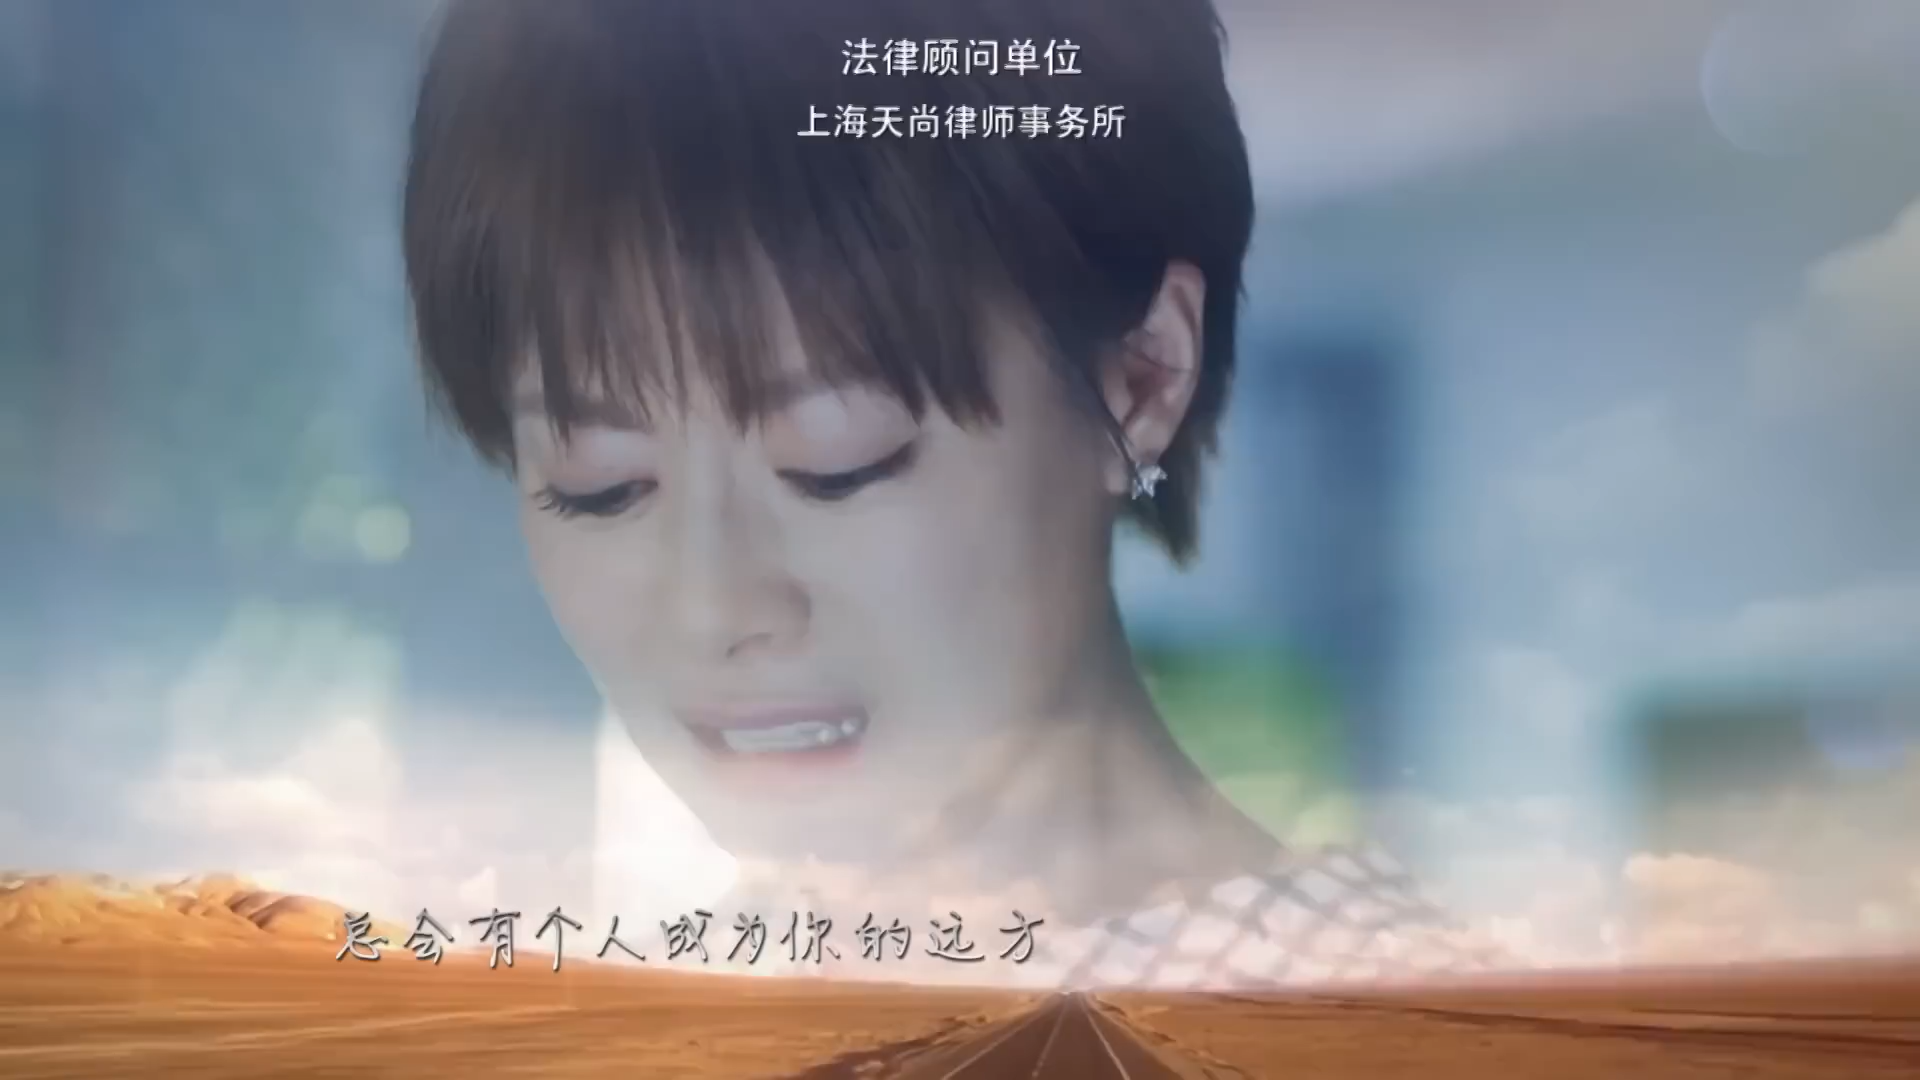 法律顾问单位
上海天尚律师事务所
总会有个人成为你的远方